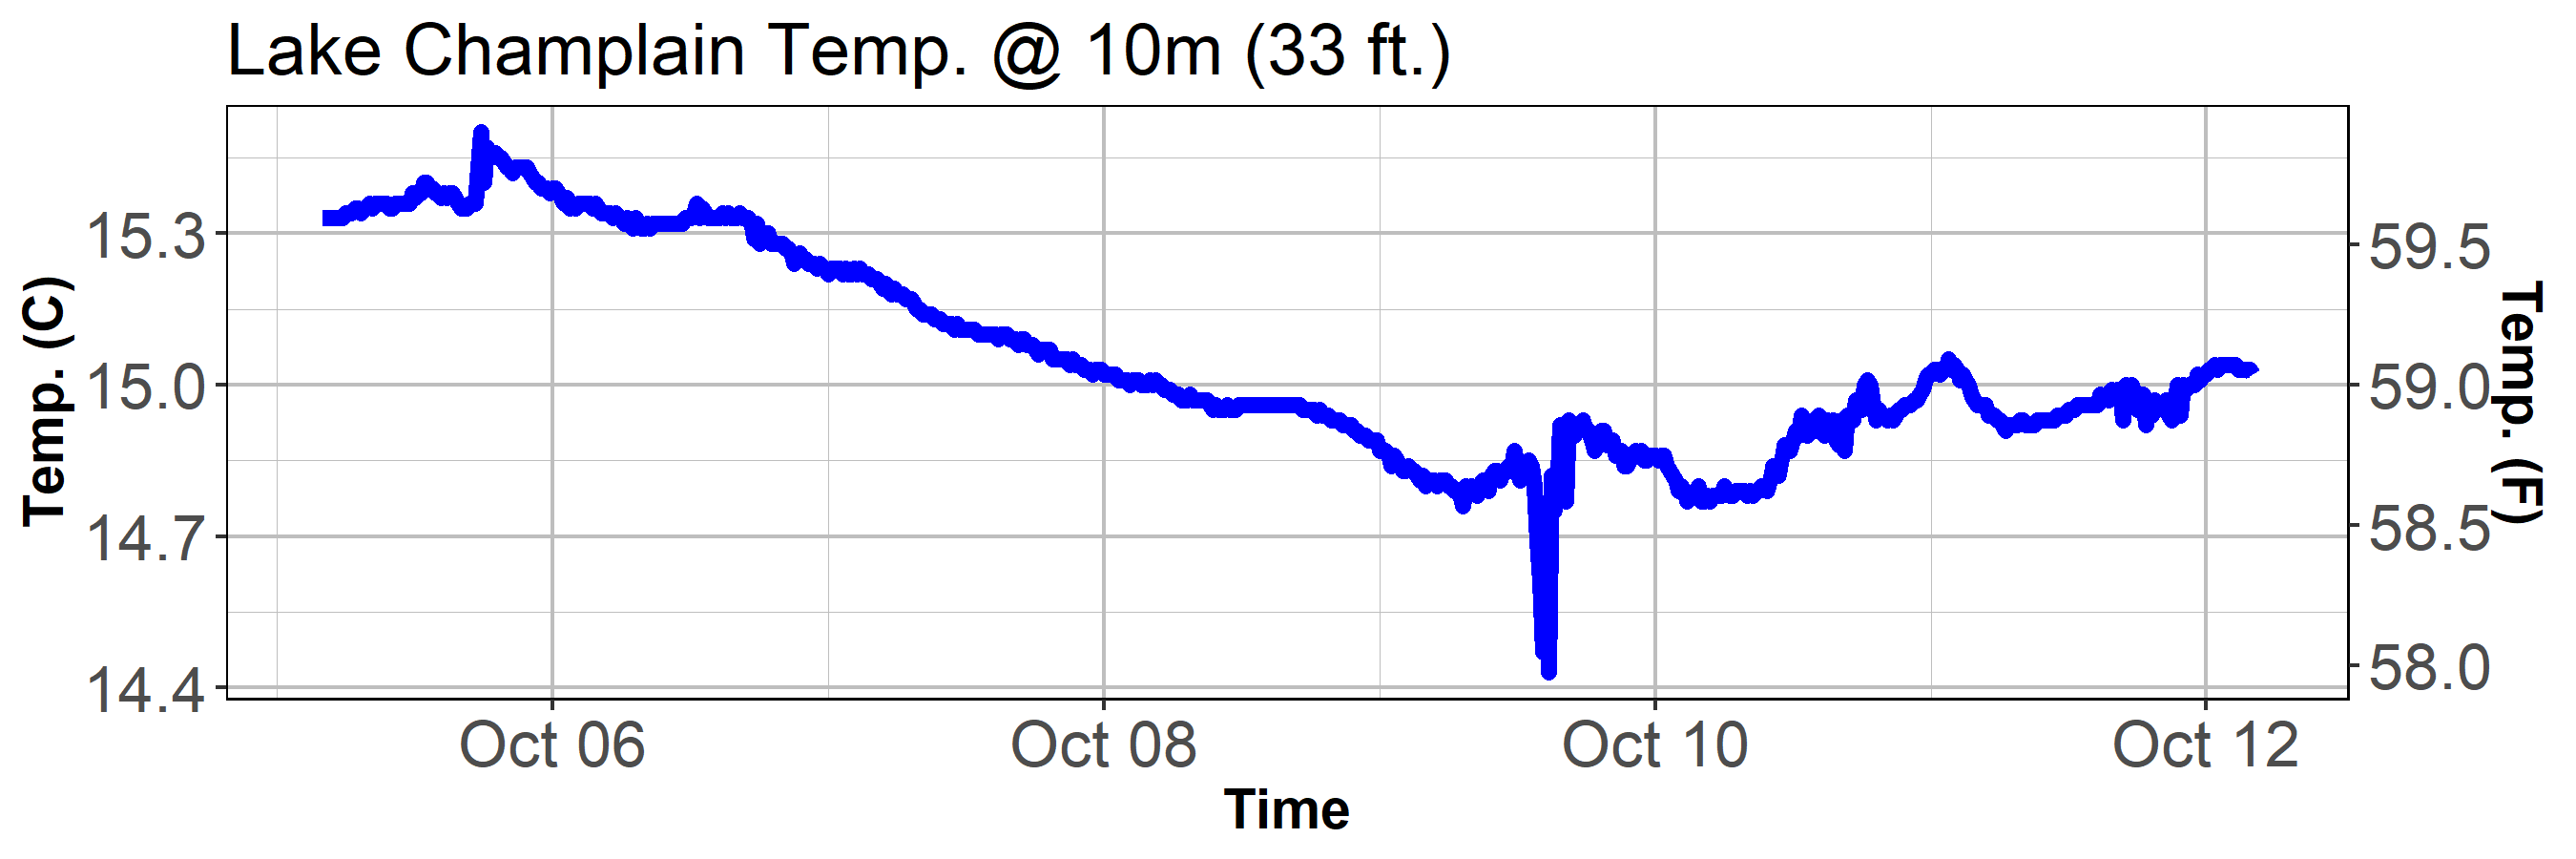 Lake Champlain Temp. @ 10m (33 ft.)
Temp. (C)
15.3
15.0
14.7
14.4
59.5
59.0
58.5
58.0
Temp. (F)
Oct 06
Oct 08
Oct 10
Oct 12
Time